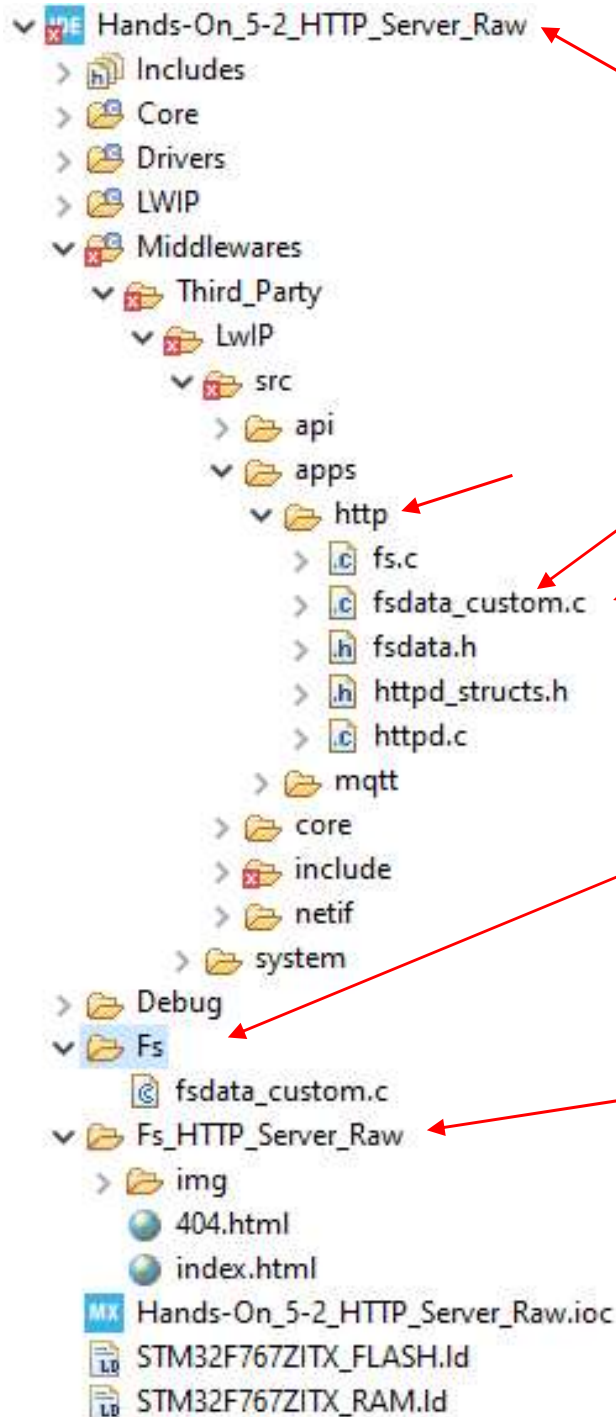 Hands-On_5-2_HTTP_Server_Raw
Includes
Core
Drivers
LWIP
Middlewares
Third_Party
LwIP
src
api
apps
http
fs.c
fsdata_custom.c
fsdata.h
httpd_structs.h
httpd.c
mqtt
core
include
netif
system
Debug
Fs
fsdata_custom.c
Fs_HTTP_Server_Raw
img
404.html
index.html
MX Hands-On_5-2_HTTP_Server_Raw.ioc
STM32F767ZITX_FLASH.ld
STM32F767ZITX_RAM.ld